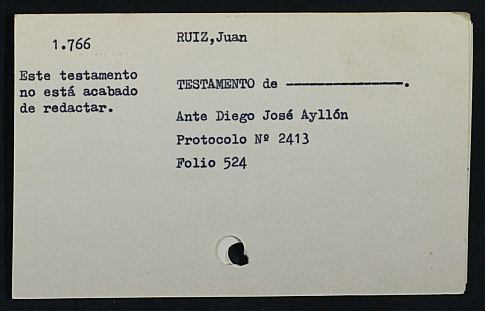 1.766
RUIZ,Juan
Este testamento
no está acabado
de redactar.
TESTAMENTO de ----------------.
Ante Diego José Ayllón
Protocolo Nº 2413
Folio 524